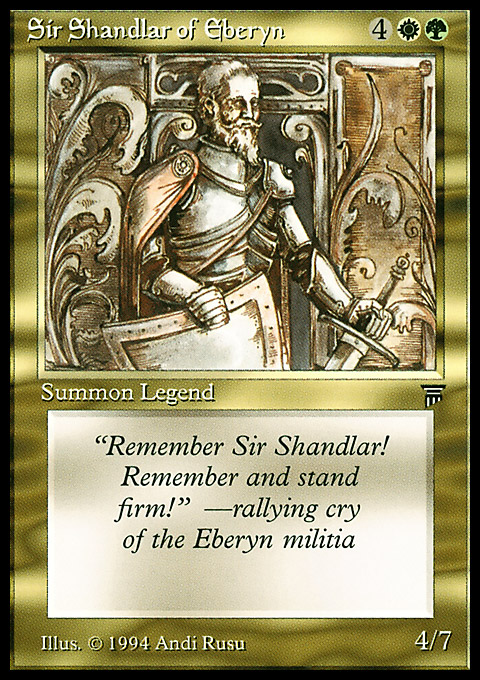 Sir Shandlar of Eberyn 4
Summon Legend
“Remember Sir Shandlar!
Remember and stand
firm!” —rallying cry
of the Eberyn militia
Illus. © 1994 Andi Rusu 4/7